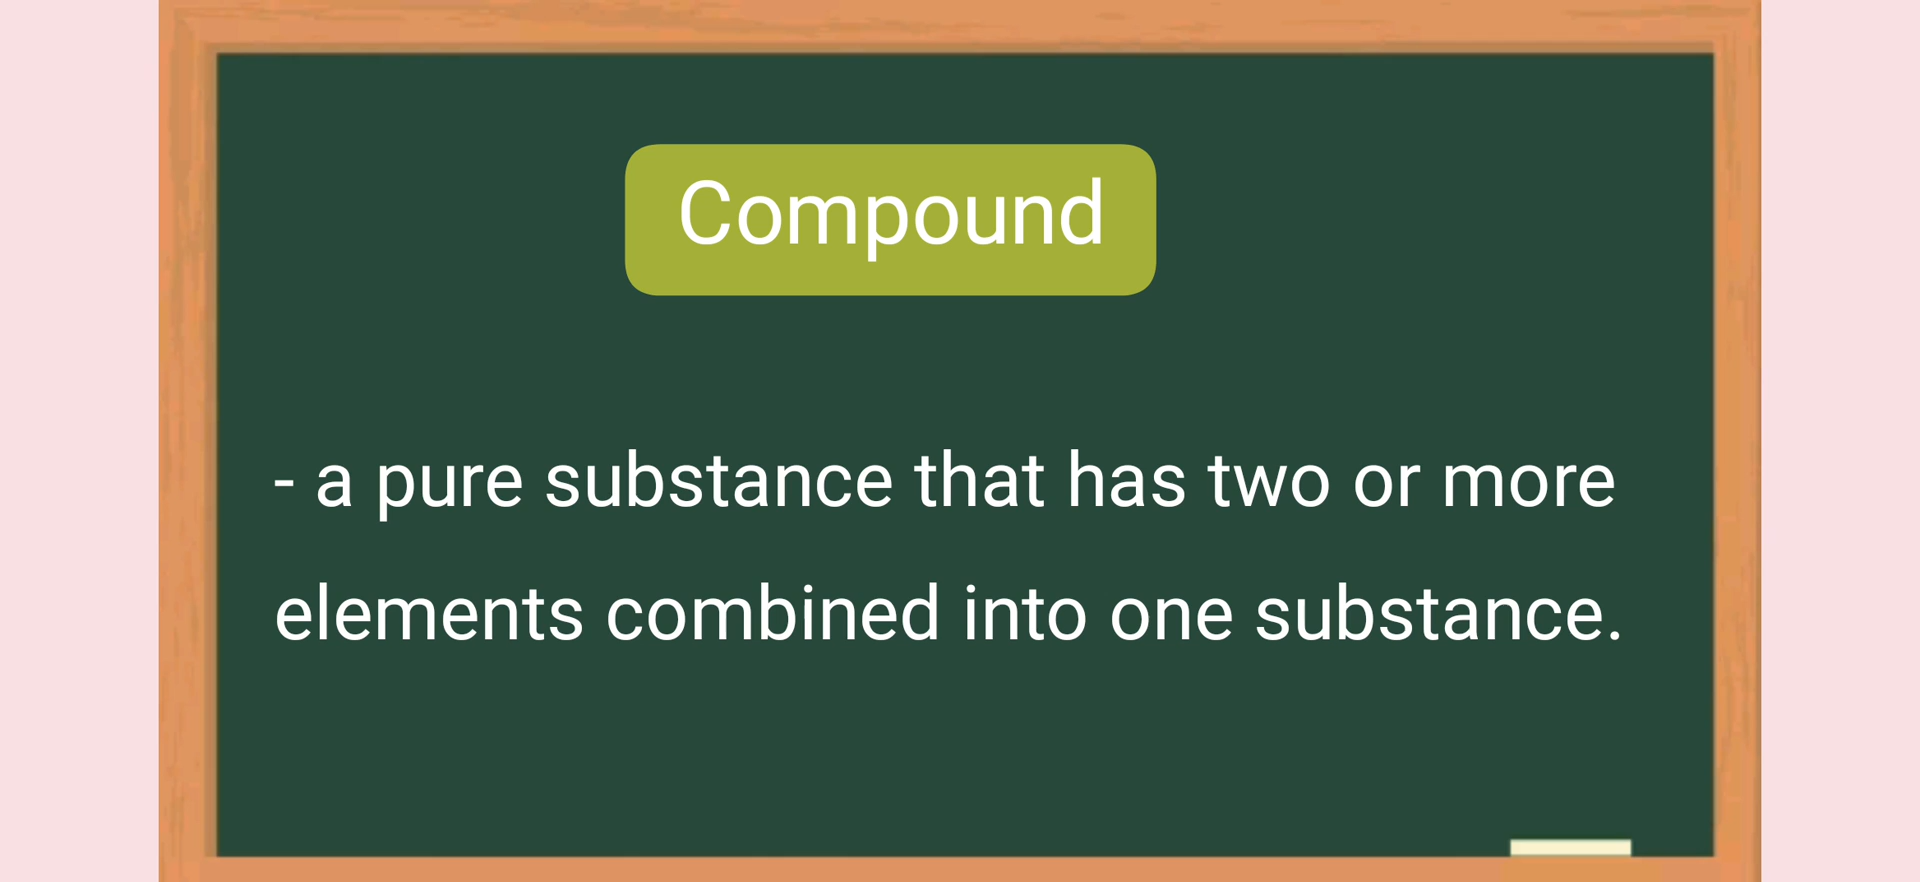 Compound
- a pure substance that has two or more
elements combined into one substance.